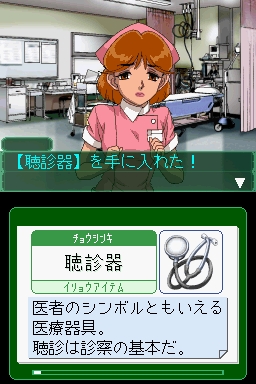 【聴診器】を手に入れた！
チョウシンキ
聴診器
イリョウアイテム
医者のシンボルともいえる
医療器具。
聴診は診察の基本だ。